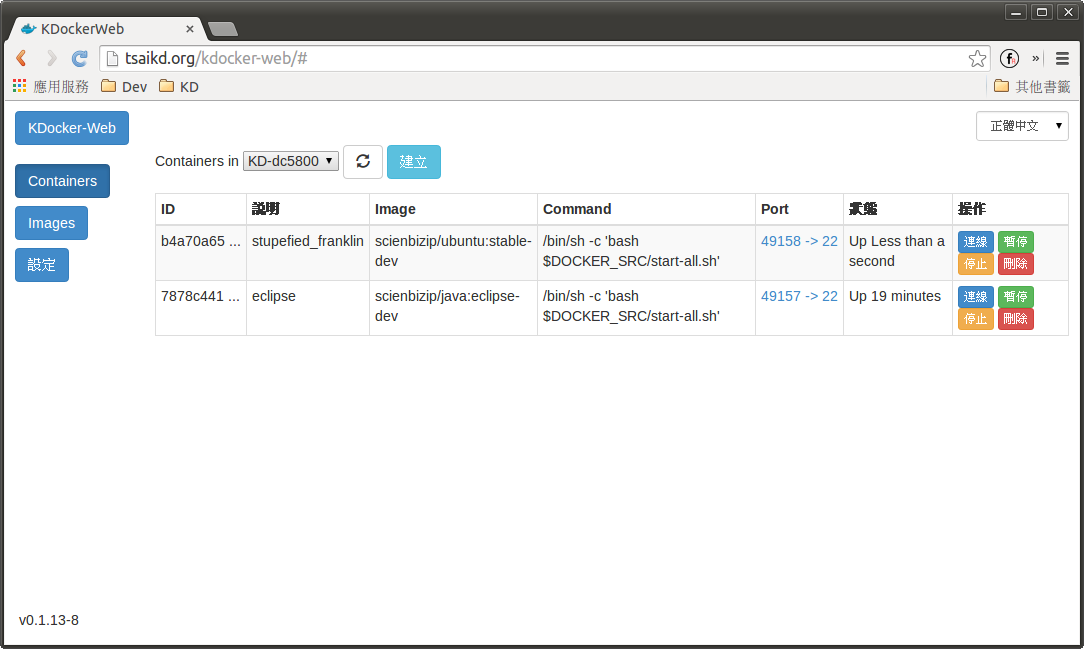 KDockerWeb
tsaikd.org/kdocker-web/#
應用服務 Dev KD 其他書籤
KDocker-Web 正體中文
Containers in KD-dc5800 建立
Containers
Images
設定
ID 說明 Image Command Port 狀態 操作
b4a70a65 ... stupefied_franklin scienbizip/ubuntu:stable- /bin/sh -c 'bash 49158 -> 22 Up Less than a 連線 暫停
dev $DOCKER_SRC/start-all.sh' second 停止 刪除
7878c441 ... eclipse scienbizip/java:eclipse- /bin/sh -c 'bash 49157 -> 22 Up 19 minutes 連線 暫停
dev $DOCKER_SRC/start-all.sh' 停止 刪除
v0.1.13-8